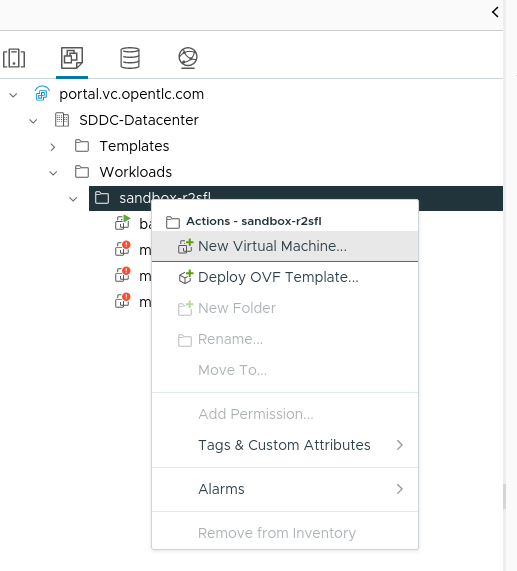 portal.vc.opentlc.com
SDDC-Datacenter
Templates
Workloads
sandbox-r2sfl
Actions - sandbox-r2sfl
New Virtual Machine...
Deploy OVF Template...
New Folder
Rename...
Move To...
Add Permission...
Tags & Custom Attributes
Alarms
Remove from Inventory